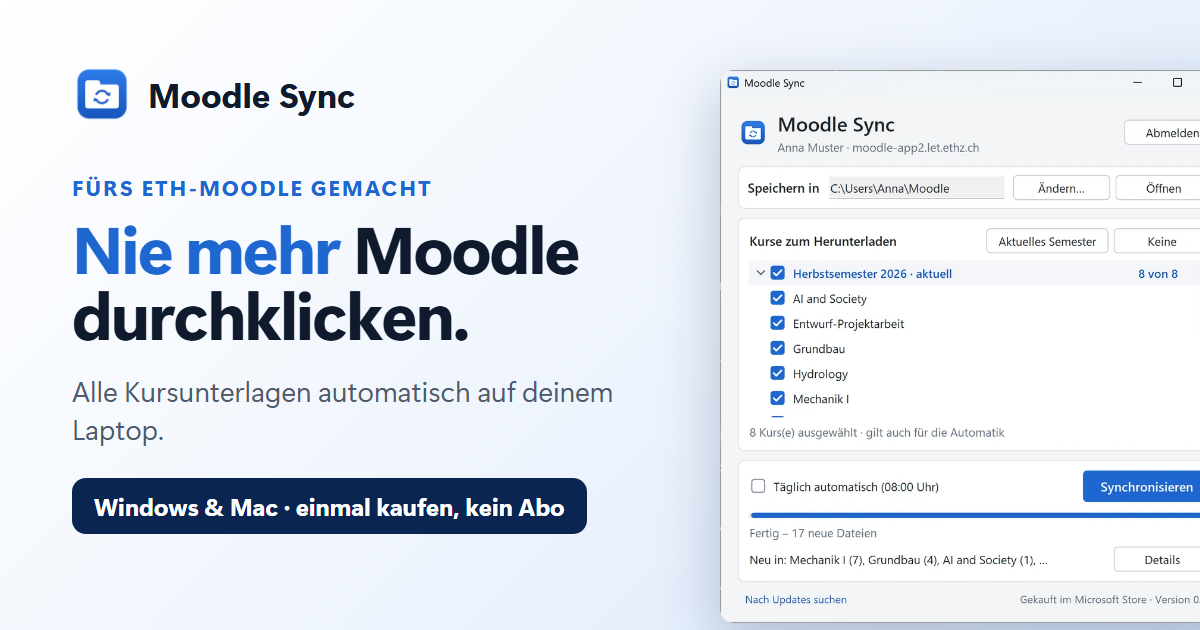 Moodle Sync
FÜRS ETH-MOODLE GEMACHT
Nie mehr Moodle
durchklicken.
Alle Kursunterlagen automatisch auf deinem
Laptop.
Windows & Mac · einmal kaufen, kein Abo
Moodle Sync
Moodle Sync
Anna Muster · moodle-app2.let.ethz.ch
Abmelden
Speichern in C:\Users\Anna\Moodle Ändern... Öffnen
Kurse zum Herunterladen Aktuelles Semester Keine
Herbstsemester 2026 · aktuell 8 von 8
AI and Society
Entwurf-Projektarbeit
Grundbau
Hydrology
Mechanik I
8 Kurs(e) ausgewählt · gilt auch für die Automatik
Täglich automatisch (08:00 Uhr) Synchronisieren
Fertig – 17 neue Dateien
Neu in: Mechanik I (7), Grundbau (4), AI and Society (1), ... Details
Nach Updates suchen Gekauft im Microsoft Store · Version